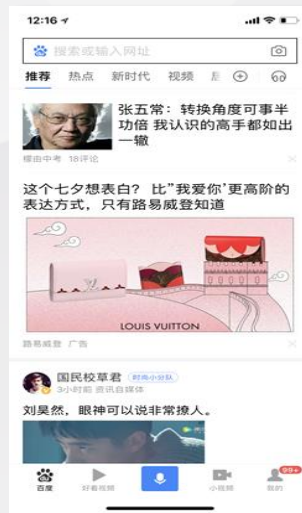 12:16
搜索或输入网址
推荐 热点 新时代 视频
张五常：转换角度可事半
功倍 我认识的高手都如出
一辙
18评论
这个七夕想表白？ 比"我爱你'更高阶的
表达方式，只有路易威登知道
LOUIS VUITTON
路易威登 广告
国民校草君 时尚小分队
3小时前 资讯自媒体
刘昊然，眼神可以说非常撩人。
99+
百度 好看视频 小视频 我的